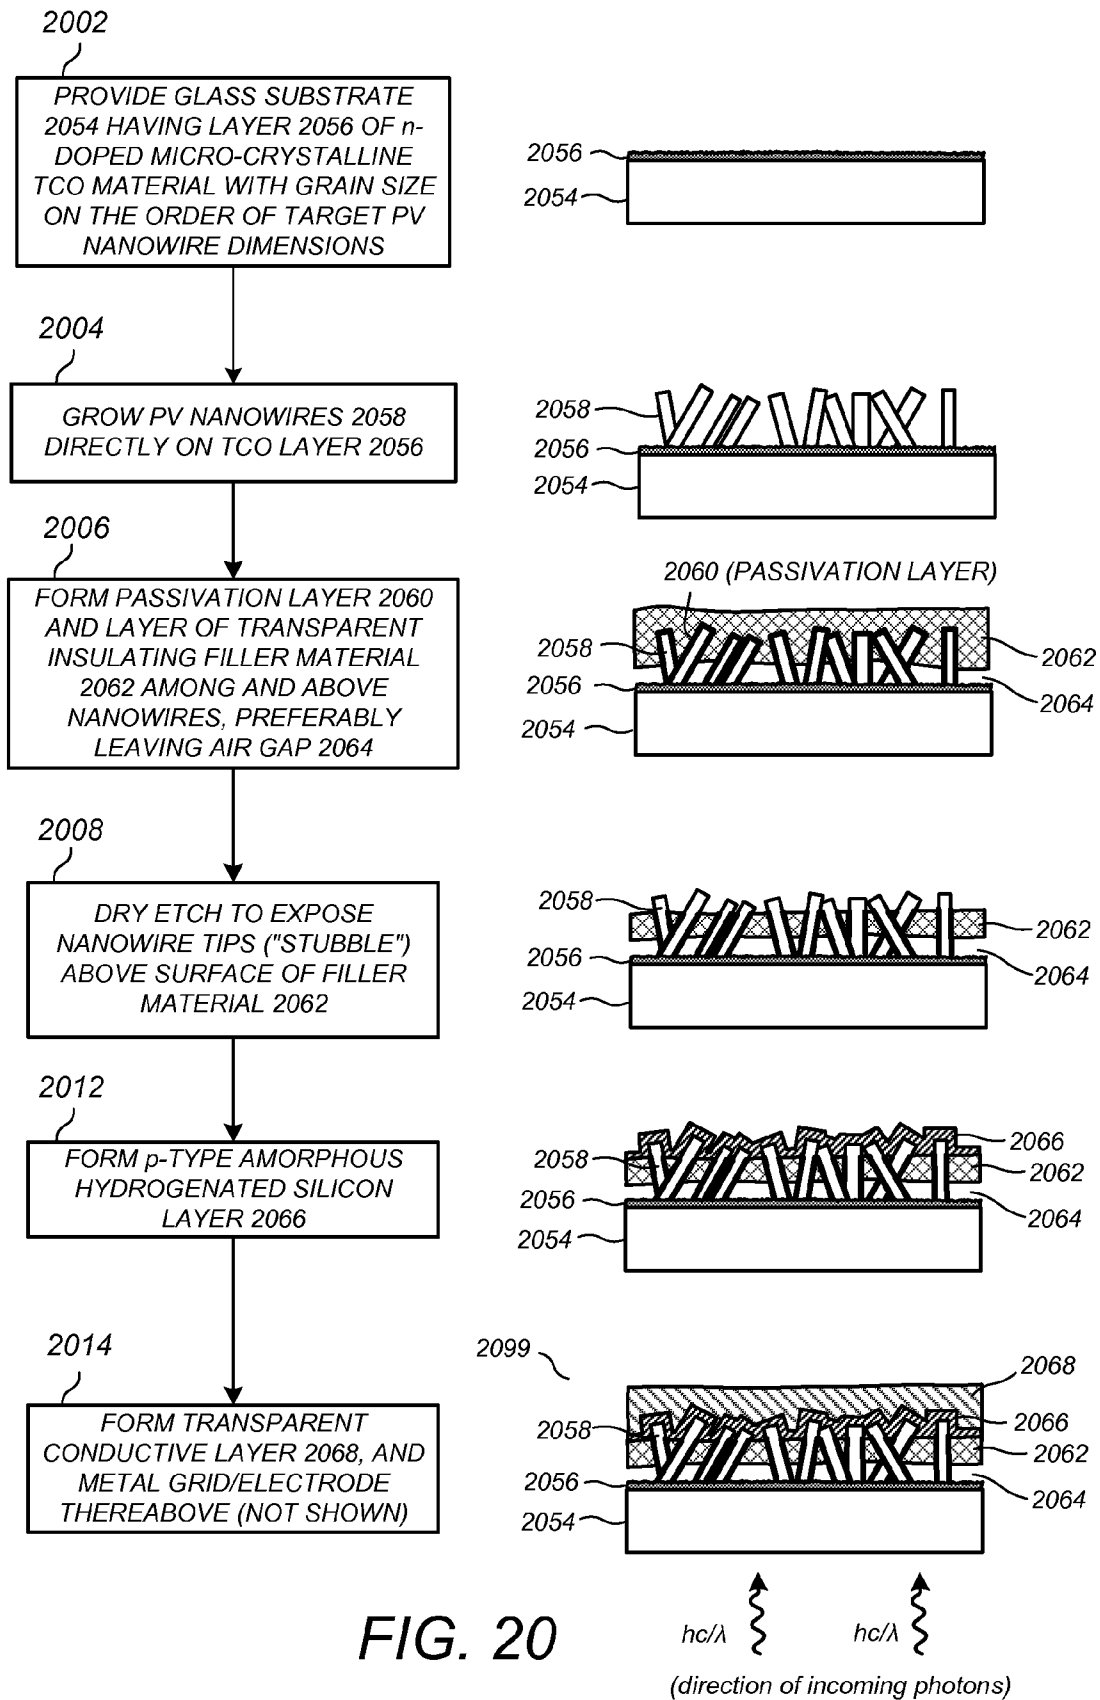 2002
PROVIDE GLASS SUBSTRATE
2054 HAVING LAYER 2056 OF n-
DOPED MICRO-CRYSTALLINE
TCO MATERIAL WITH GRAIN SIZE
ON THE ORDER OF TARGET PV
NANOWIRE DIMENSIONS
2056
2054
2004
GROW PV NANOWIRES 2058
DIRECTLY ON TCO LAYER 2056
2058
2056
2054
2006
FORM PASSIVATION LAYER 2060
AND LAYER OF TRANSPARENT
INSULATING FILLER MATERIAL
2062 AMONG AND ABOVE
NANOWIRES, PREFERABLY
LEAVING AIR GAP 2064
2060 (PASSIVATION LAYER)
2058
2062
2056
2064
2054
2008
DRY ETCH TO EXPOSE
NANOWIRE TIPS ("STUBBLE")
ABOVE SURFACE OF FILLER
MATERIAL 2062
2058
2062
2056
2064
2054
2012
FORM p-TYPE AMORPHOUS
HYDROGENATED SILICON
LAYER 2066
2066
2058
2062
2056
2064
2054
2014
FORM TRANSPARENT
CONDUCTIVE LAYER 2068, AND
METAL GRID/ELECTRODE
THEREABOVE (NOT SHOWN)
2099
2068
2066
2058
2062
2056
2064
2054
FIG. 20
hc/λ
hc/λ
(direction of incoming photons)